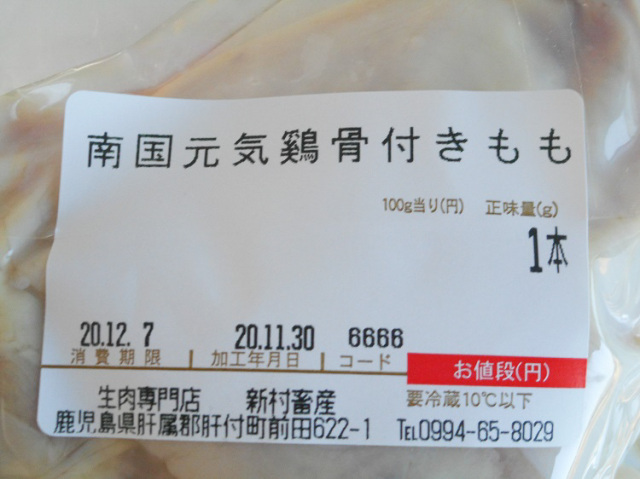 南国元気鶏骨付きもも
100g当り(円) 正味量(g)
1本
20.12.7 20.11.30 6666
消費期限 加工年月日 コード
お値段(円)
生肉専門店 新村畜産 要冷蔵10℃以下
鹿児島県肝属郡肝付町前田622-1 TEL0994-65-8029